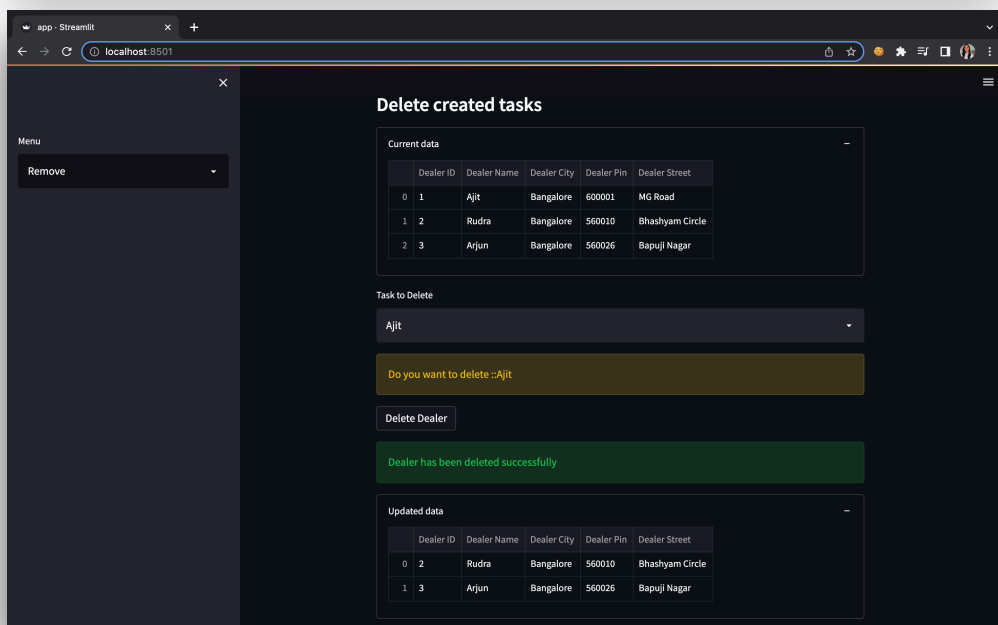 app · Streamlit
localhost:8501
Menu
Remove
Delete created tasks
Current data
Dealer ID Dealer Name Dealer City Dealer Pin Dealer Street
0 1 Ajit Bangalore 600001 MG Road
1 2 Rudra Bangalore 560010 Bhashyam Circle
2 3 Arjun Bangalore 560026 Bapuji Nagar
Task to Delete
Ajit
Do you want to delete ::Ajit
Delete Dealer
Dealer has been deleted successfully
Updated data
Dealer ID Dealer Name Dealer City Dealer Pin Dealer Street
0 2 Rudra Bangalore 560010 Bhashyam Circle
1 3 Arjun Bangalore 560026 Bapuji Nagar